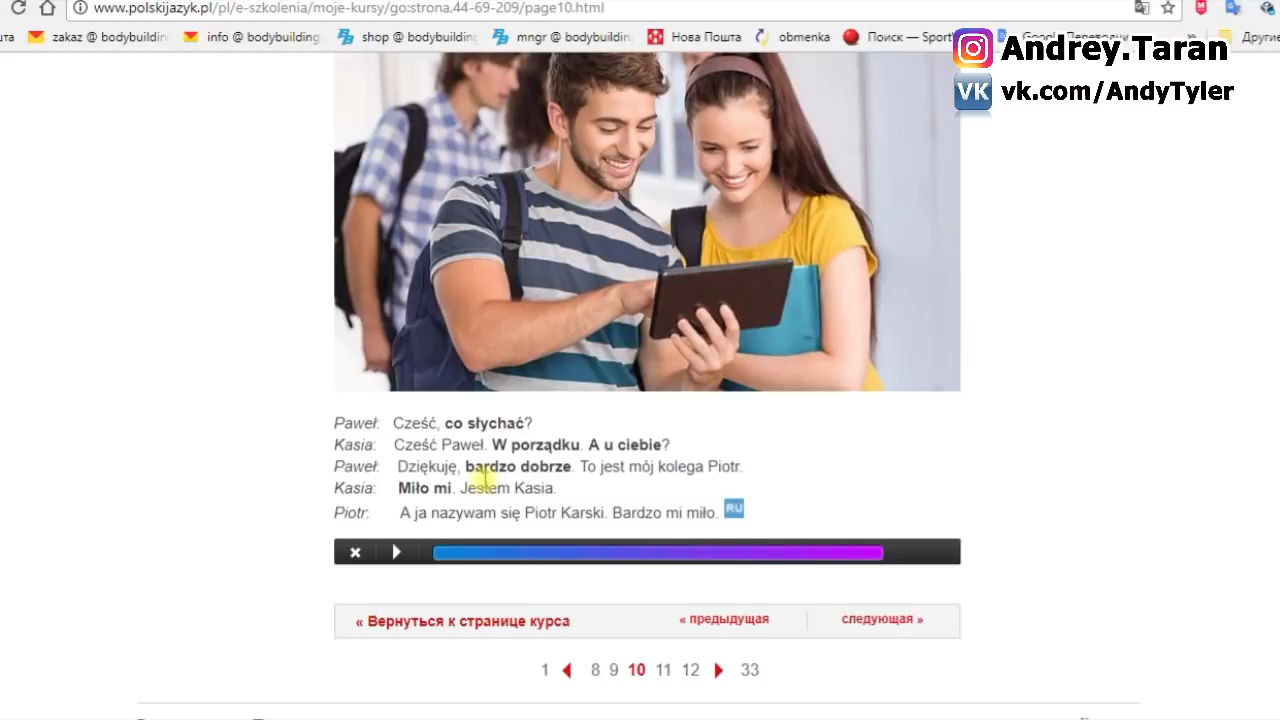 www.polskijazyk.pl/pl/e-szkolenia/moje-kursy/go:strona,44-69-209/page10.html
та zakaz @ bodybuildin info @ bodybuilding. shop @ bodybuilding mngr @ bodybuildin Нова Пошта obmenka Поиск — Sport Другие
Andrey.Taran
VK vk.com/AndyTyler
Paweł: Cześć, co słychać?
Kasia: Cześć Paweł. W porządku. A u ciebie?
Paweł: Dziękuję, bardzo dobrze. To jest mój kolega Piotr.
Kasia: Miło mi. Jestem Kasia.
Piotr: A ja nazywam się Piotr Karski. Bardzo mi miło. RU
« Вернуться к странице курса « предыдущая следующая »
1 8 9 10 11 12 33